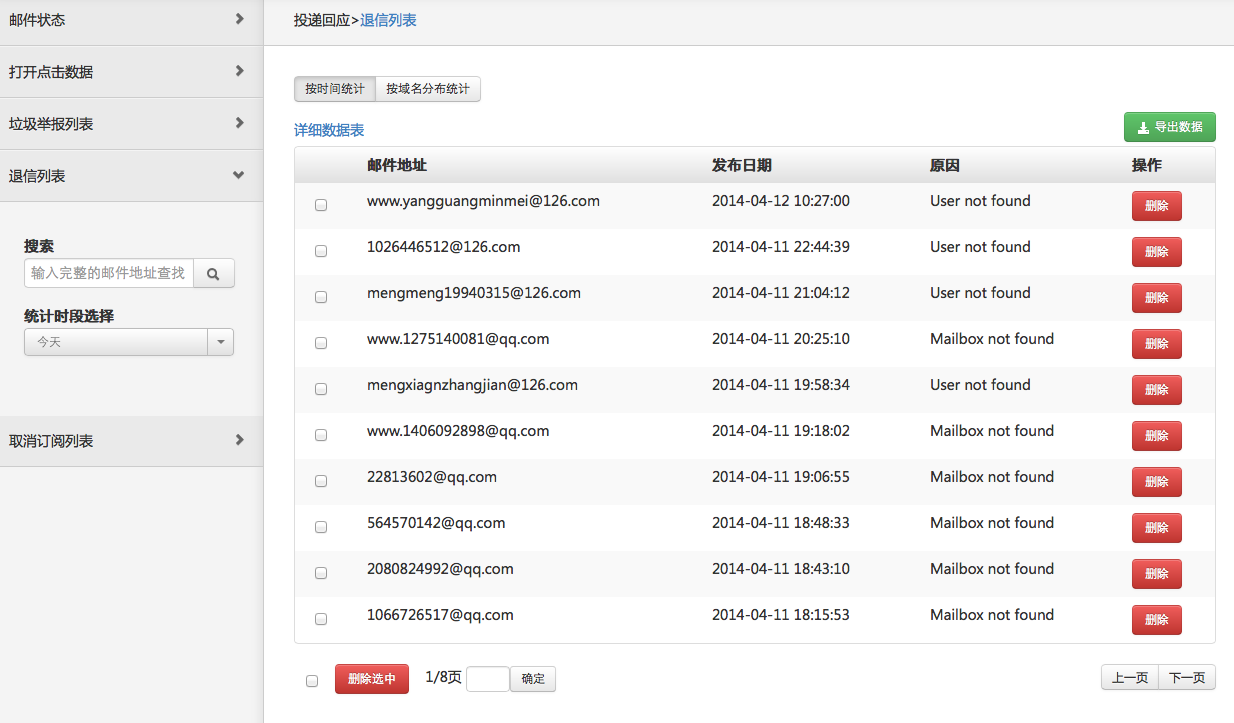 邮件状态
打开点击数据
垃圾举报列表
退信列表
搜索
输入完整的邮件地址查找
统计时段选择
今天
取消订阅列表
投递回应>退信列表
按时间统计 按域名分布统计
详细数据表 导出数据
邮件地址 发布日期 原因 操作
www.yangguangminmei@126.com 2014-04-12 10:27:00 User not found 删除
1026446512@126.com 2014-04-11 22:44:39 User not found 删除
mengmeng19940315@126.com 2014-04-11 21:04:12 User not found 删除
www.1275140081@qq.com 2014-04-11 20:25:10 Mailbox not found 删除
mengxiagnzhangjian@126.com 2014-04-11 19:58:34 User not found 删除
www.1406092898@qq.com 2014-04-11 19:18:02 Mailbox not found 删除
22813602@qq.com 2014-04-11 19:06:55 Mailbox not found 删除
564570142@qq.com 2014-04-11 18:48:33 Mailbox not found 删除
2080824992@qq.com 2014-04-11 18:43:10 Mailbox not found 删除
1066726517@qq.com 2014-04-11 18:15:53 Mailbox not found 删除
删除选中 1/8页 确定 上一页 下一页